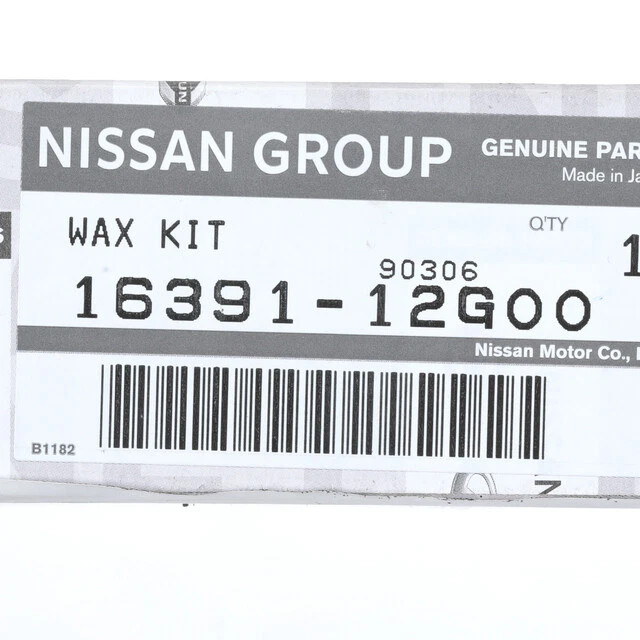 NISSAN GROUP
GENUINE PAR
Made in Ja
WAX KIT
Q'TY
1
90306
16391-12G00
Nissan Motor Co.,
B1182